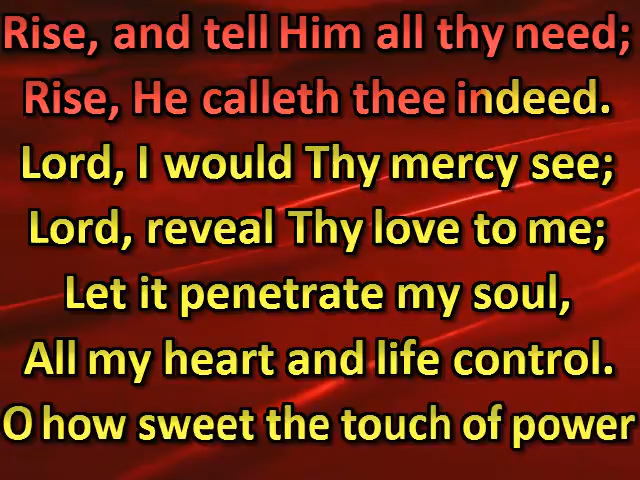 Rise, and tell Him all thy need;
Rise, He calleth thee indeed.
Lord, I would Thy mercy see;
Lord, reveal Thy love to me;
Let it penetrate my soul,
All my heart and life control.
O how sweet the touch of power